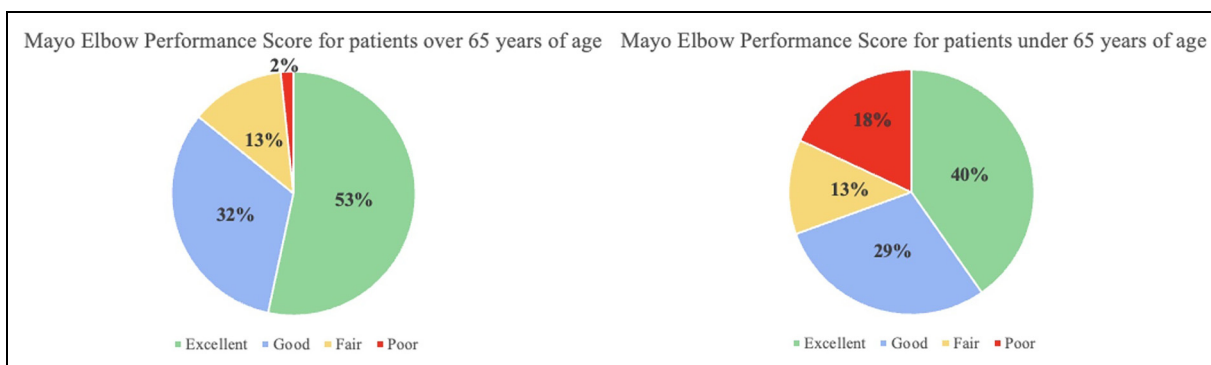 Mayo Elbow Performance Score for patients over 65 years of age
2%
13%
53%
32%
Excellent Good Fair Poor
Mayo Elbow Performance Score for patients under 65 years of age
18%
40%
13%
29%
Excellent Good Fair Poor